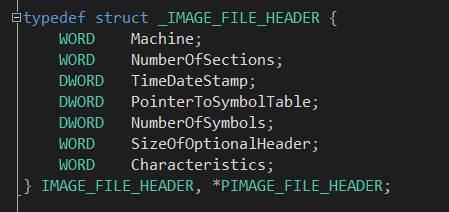 typedef struct _IMAGE_FILE_HEADER {
    WORD    Machine;
    WORD    NumberOfSections;
    DWORD   TimeDateStamp;
    DWORD   PointerToSymbolTable;
    DWORD   NumberOfSymbols;
    WORD    SizeOfOptionalHeader;
    WORD    Characteristics;
} IMAGE_FILE_HEADER, *PIMAGE_FILE_HEADER;